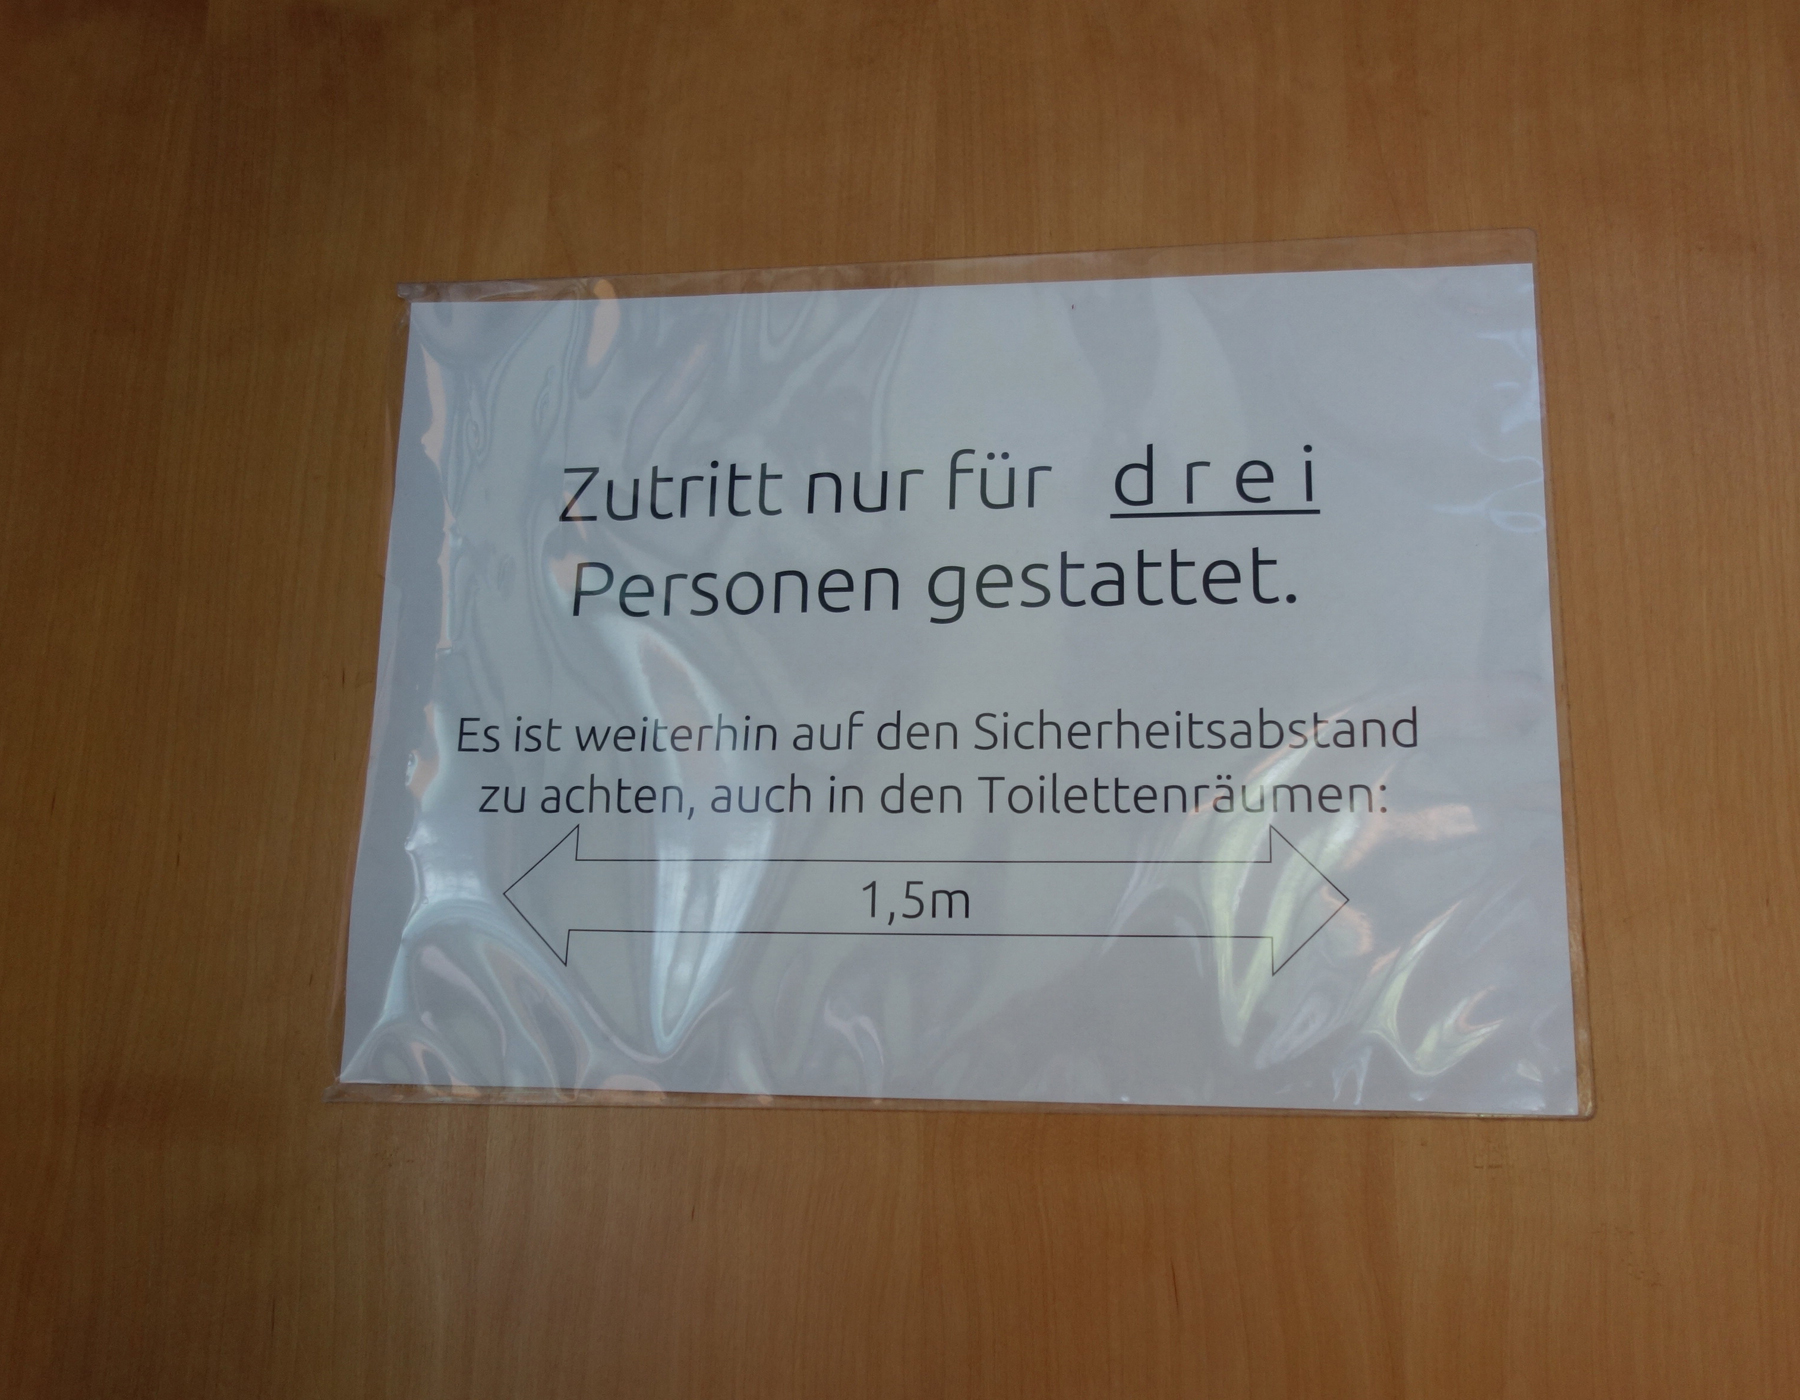 Zutritt nur für d r e i
Personen gestattet.
Es ist weiterhin auf den Sicherheitsabstand
zu achten, auch in den Toilettenräumen:
1,5m